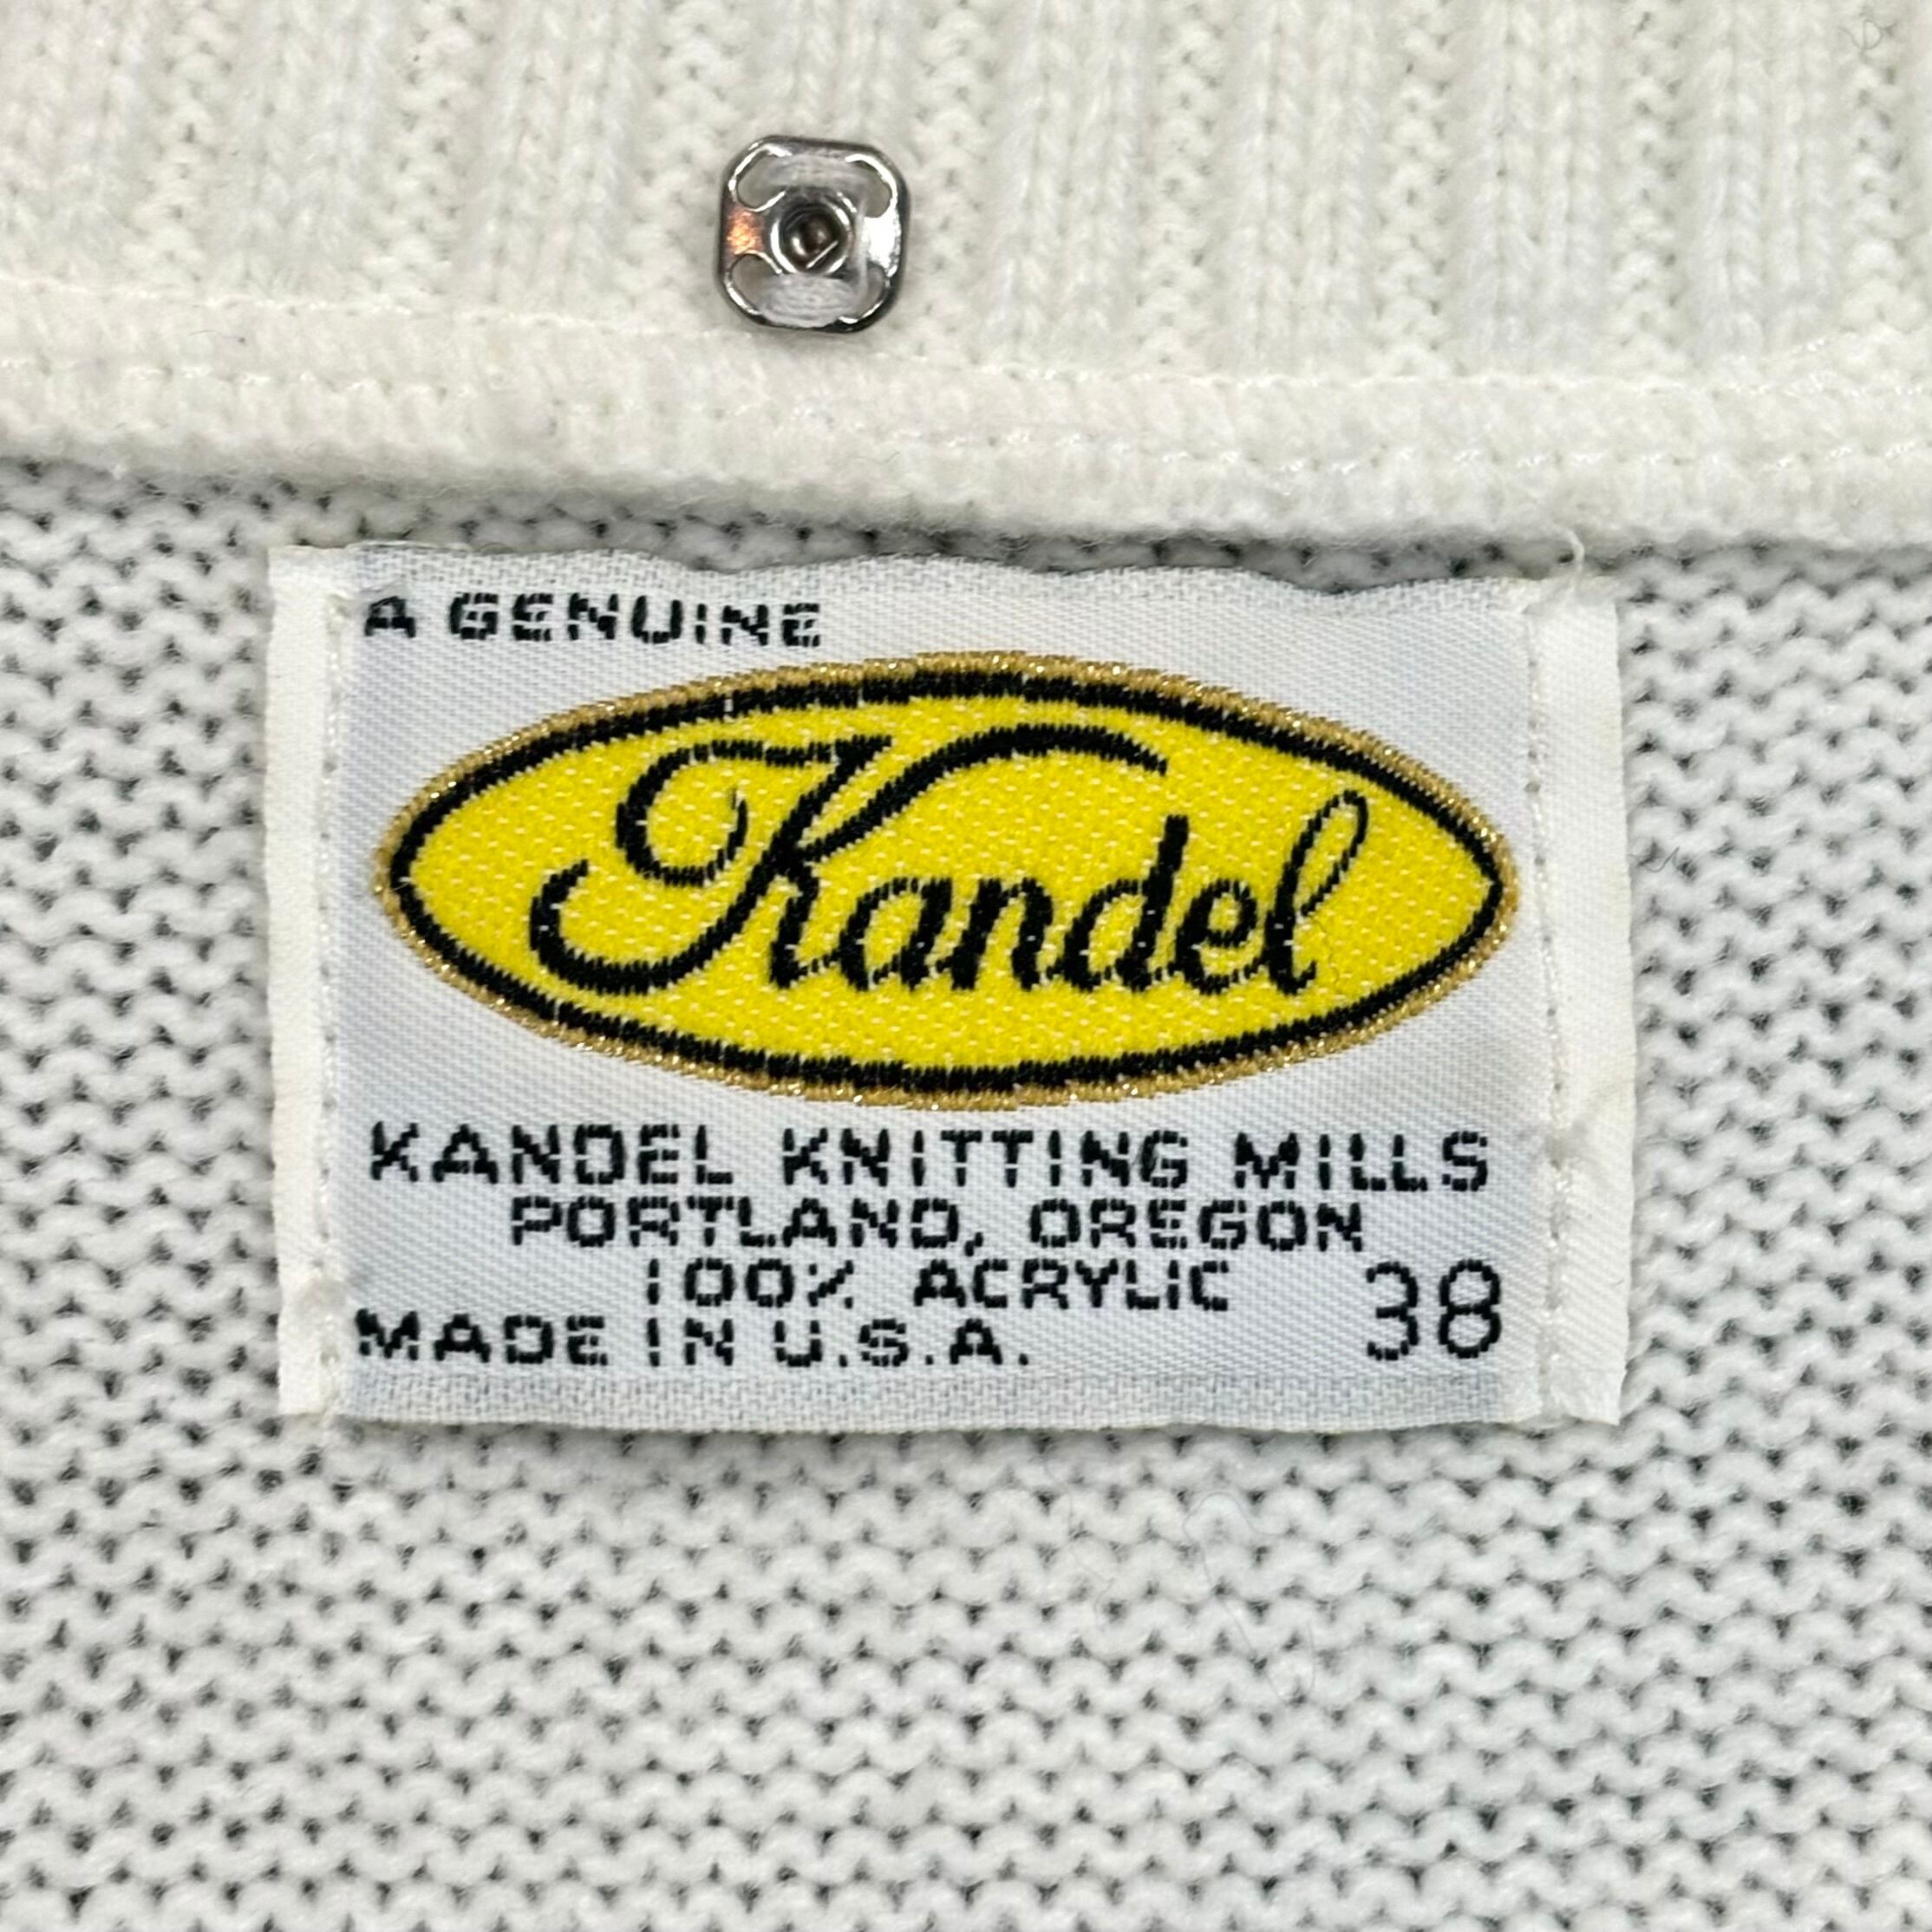 A GENUINE
Kandel
KANDEL KNITTING MILLS
PORTLAND, OREGON
100% ACRYLIC
MADE IN U.S.A. 38